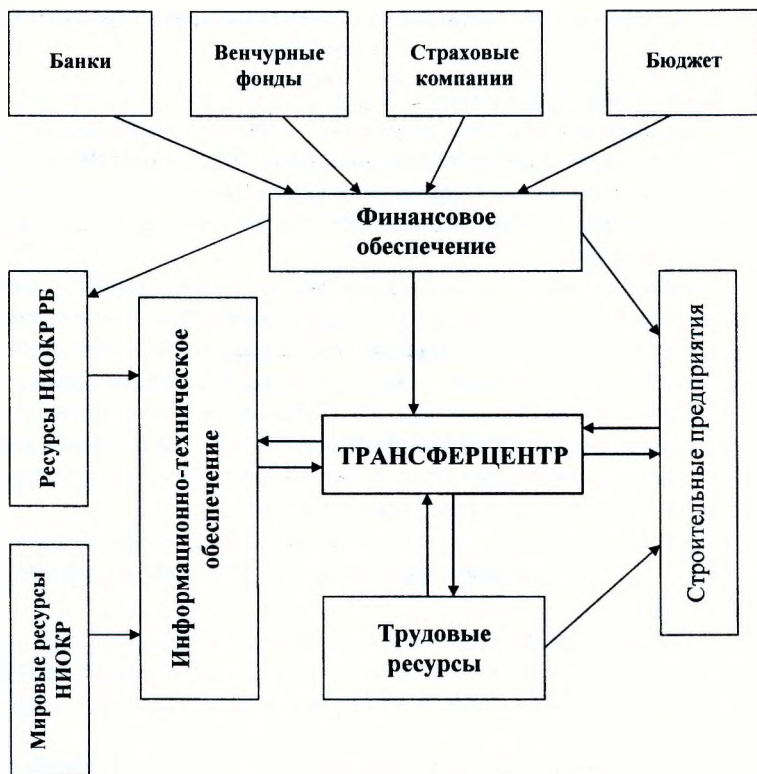 Банки
Венчурные
фонды
Страховые
компании
Бюджет
Финансовое
обеспечение
Ресурсы НИОКР РБ
Информационно-техническое
обеспечение
ТРАНСФЕРЦЕНТР
Строительные предприятия
Мировые ресурсы
НИОКР
Трудовые
ресурсы